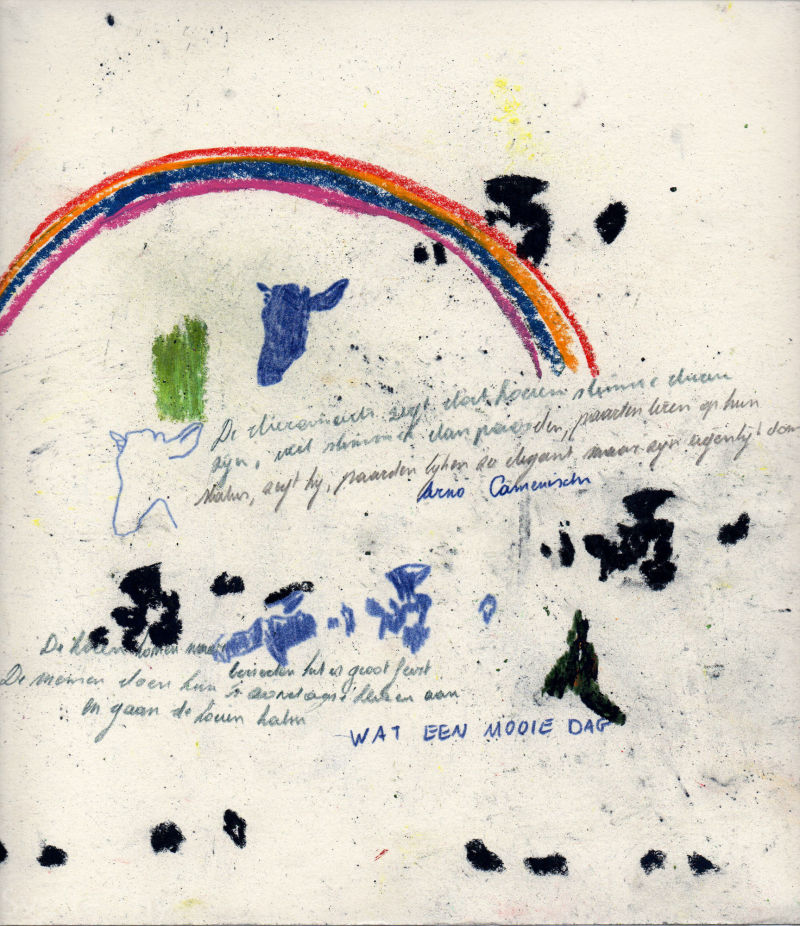 De dierenarts zegt dat koeien slimme dieren
zijn, veel slimmer dan paarden, paarden leren op hun
zegt hij, paarden lijken zo elegant, maar zijn eigenlijk dom
Arno Camenisch
De koeien komen naar
beneden het is groot feest
De mensen doen hun zondagse kleren aan
en gaan de koeien halen
WAT EEN MOOIE DAG